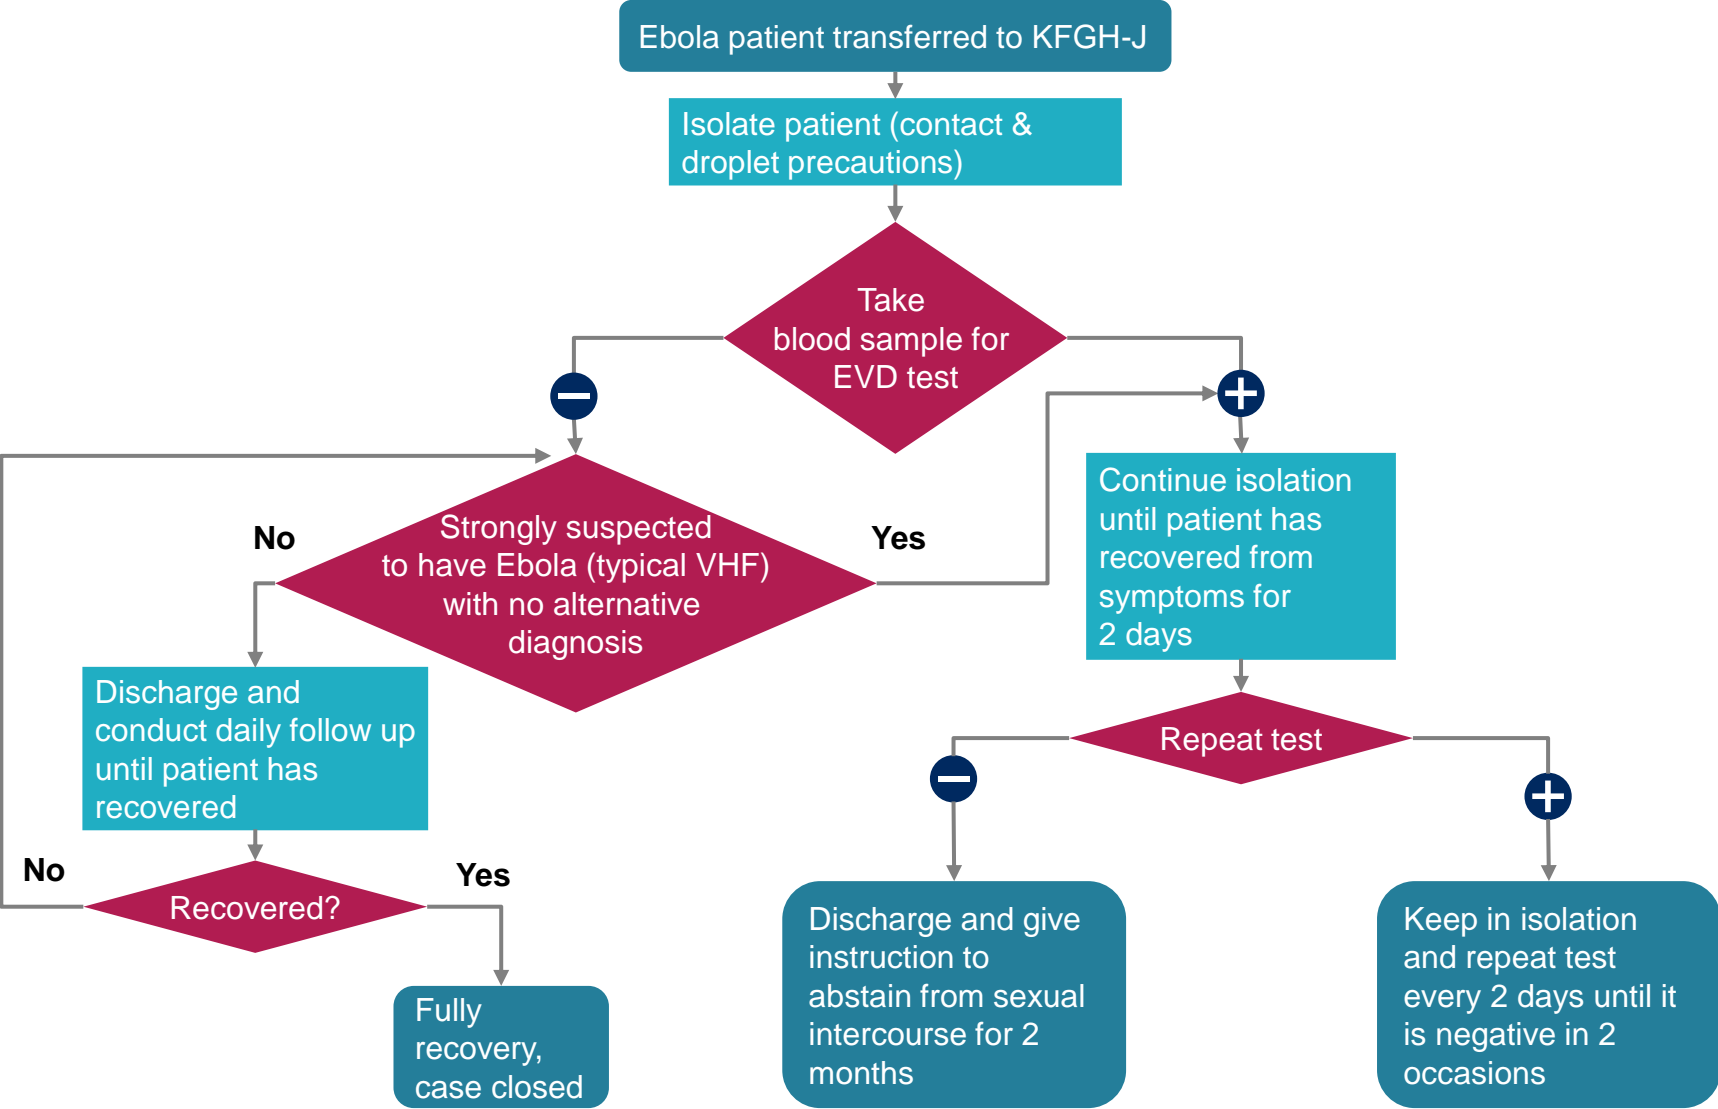 Ebola patient transferred to KFGH-J
Isolate patient (contact &
droplet precautions)
Take
blood sample for
EVD test
No
Strongly suspected
to have Ebola (typical VHF)
with no alternative
diagnosis
Yes
Continue isolation
until patient has
recovered from
symptoms for
2 days
Discharge and
conduct daily follow up
until patient has
recovered
Repeat test
No
Recovered?
Yes
Fully
recovery,
case closed
Discharge and give
instruction to
abstain from sexual
intercourse for 2
months
Keep in isolation
and repeat test
every 2 days until it
is negative in 2
occasions